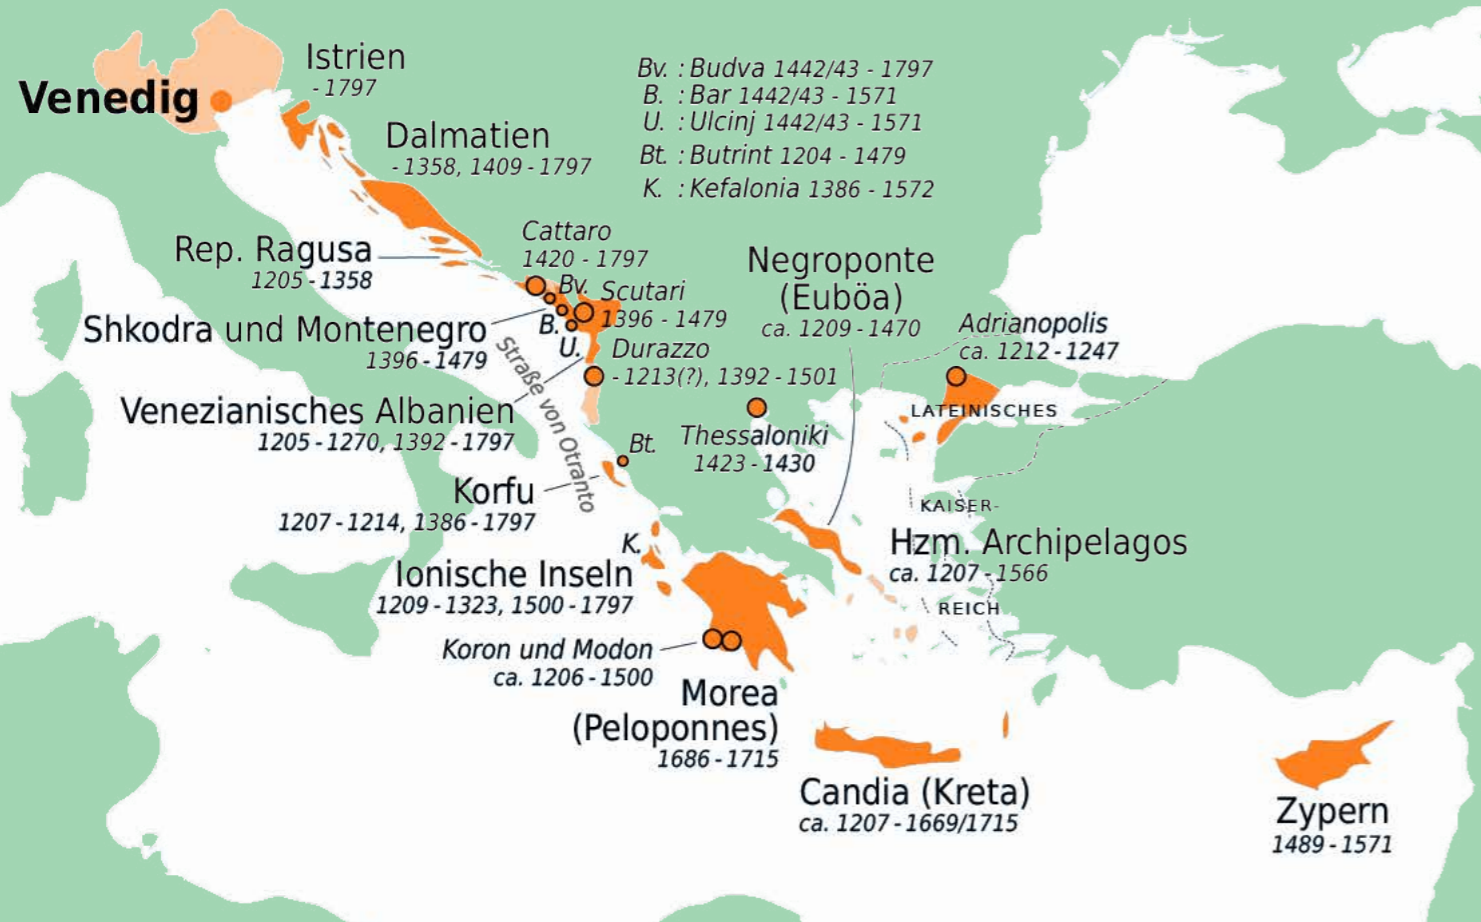 Istrien
- 1797
Venedig
Dalmatien
- 1358, 1409 - 1797
Bv. : Budva 1442/43 - 1797
B. : Bar 1442/43 - 1571
U. : Ulcinj 1442/43 - 1571
Bt. : Butrint 1204 - 1479
K. : Kefalonia 1386 - 1572
Rep. Ragusa
1205 - 1358
Cattaro
1420 - 1797
Bv.
Scutari
1396 - 1479
B.
U.
Shkodra und Montenegro
1396 - 1479
Durazzo
- 1213(?), 1392 - 1501
Negroponte
(Euböa)
ca. 1209 - 1470
Adrianopolis
ca. 1212 - 1247
Venezianisches Albanien
1205 - 1270, 1392 - 1797
Straße von Otranto
LATEINISCHES
Thessaloniki
1423 - 1430
Bt.
Korfu
1207 - 1214, 1386 - 1797
KAISER-
Hzm. Archipelagos
ca. 1207 - 1566
REICH
K.
Ionische Inseln
1209 - 1323, 1500 - 1797
Koron und Modon
ca. 1206 - 1500
Morea
(Peloponnes)
1686 - 1715
Candia (Kreta)
ca. 1207 - 1669/1715
Zypern
1489 - 1571